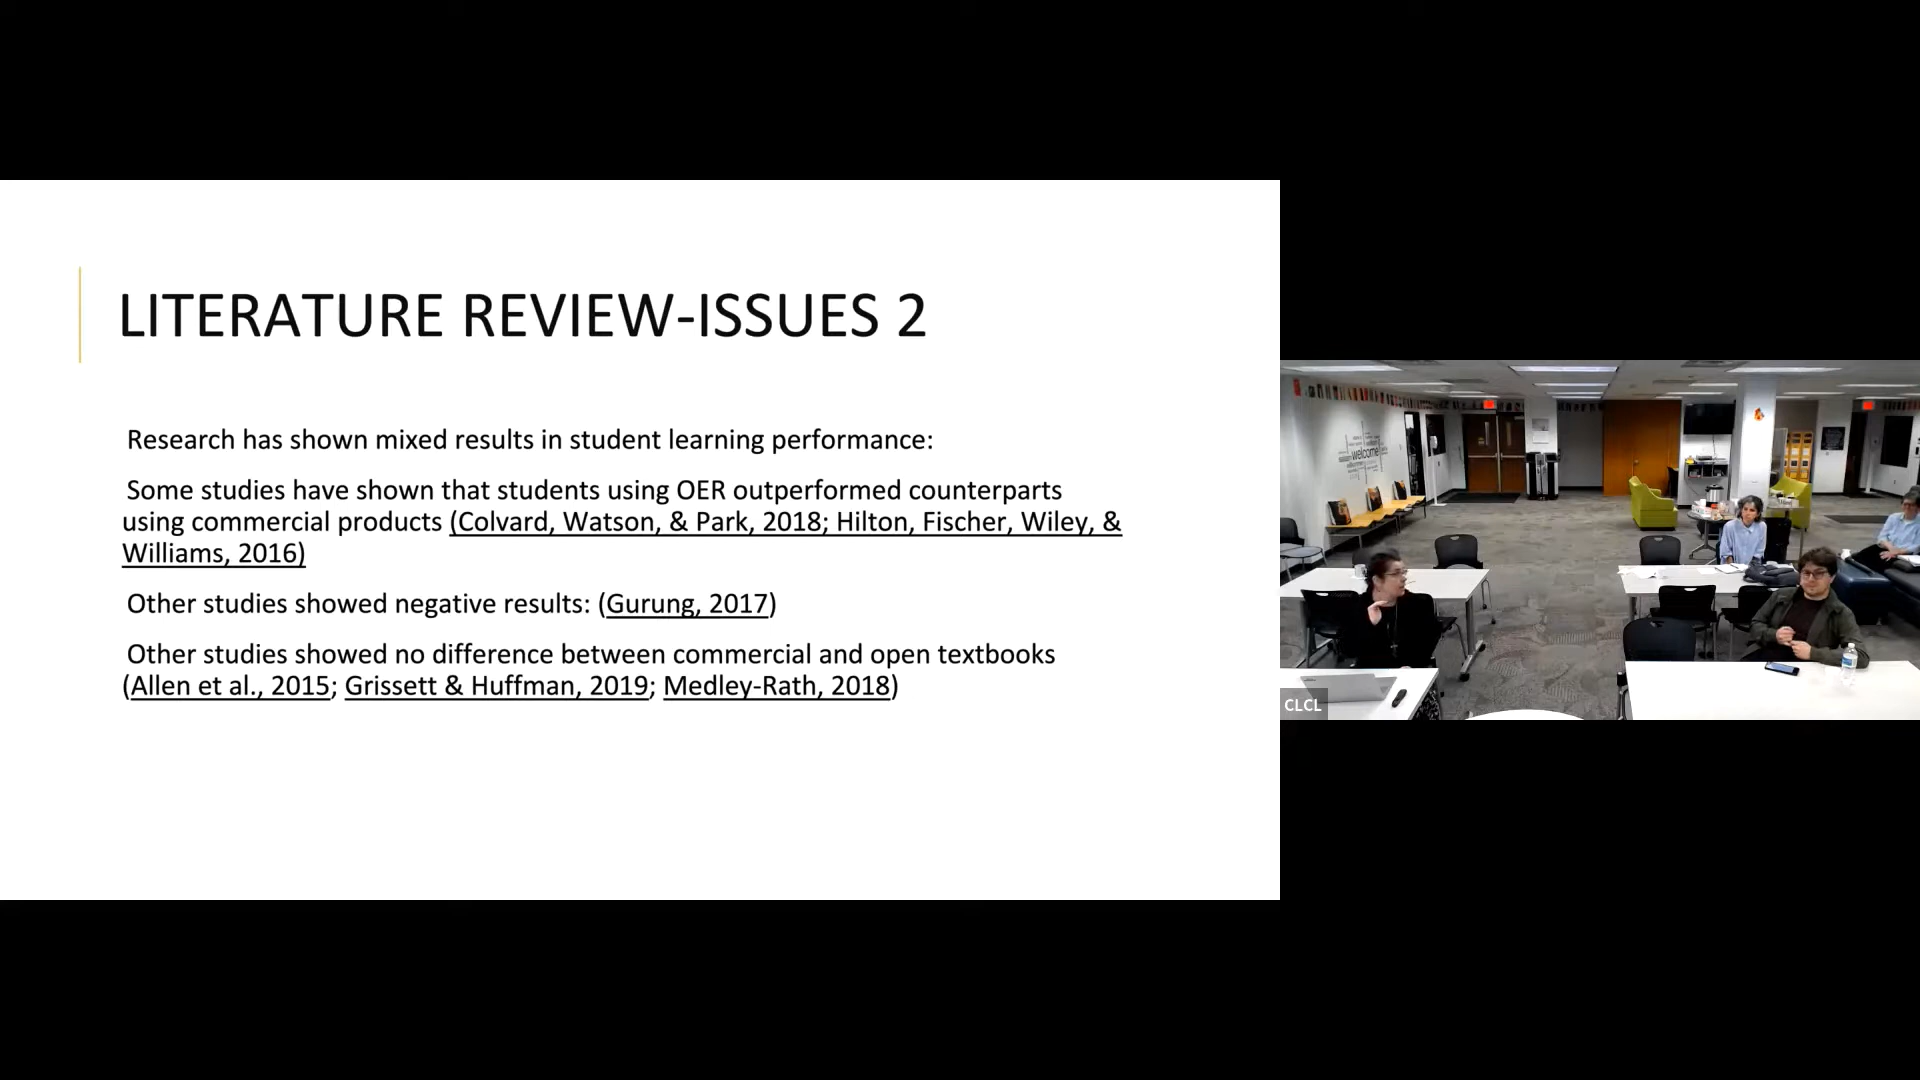 LITERATURE REVIEW-ISSUES 2
Research has shown mixed results in student learning performance:
Some studies have shown that students using OER outperformed counterparts
using commercial products (Colvard, Watson, & Park, 2018; Hilton, Fischer, Wiley, &
Williams, 2016)
Other studies showed negative results: (Gurung, 2017)
Other studies showed no difference between commercial and open textbooks
(Allen et al., 2015; Grissett & Huffman, 2019; Medley-Rath, 2018)
welcome
CLCL